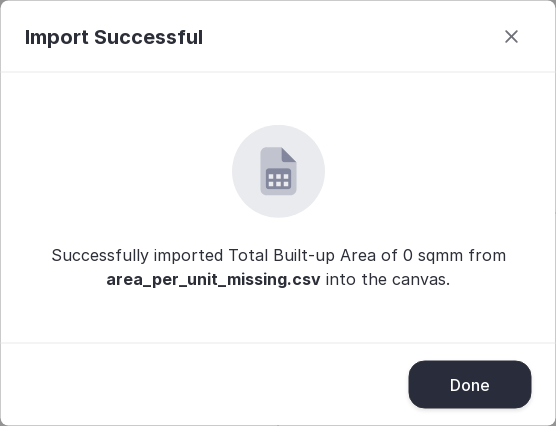 Import Successful
Successfully imported Total Built-up Area of 0 sqmm from
area_per_unit_missing.csv into the canvas.
Done